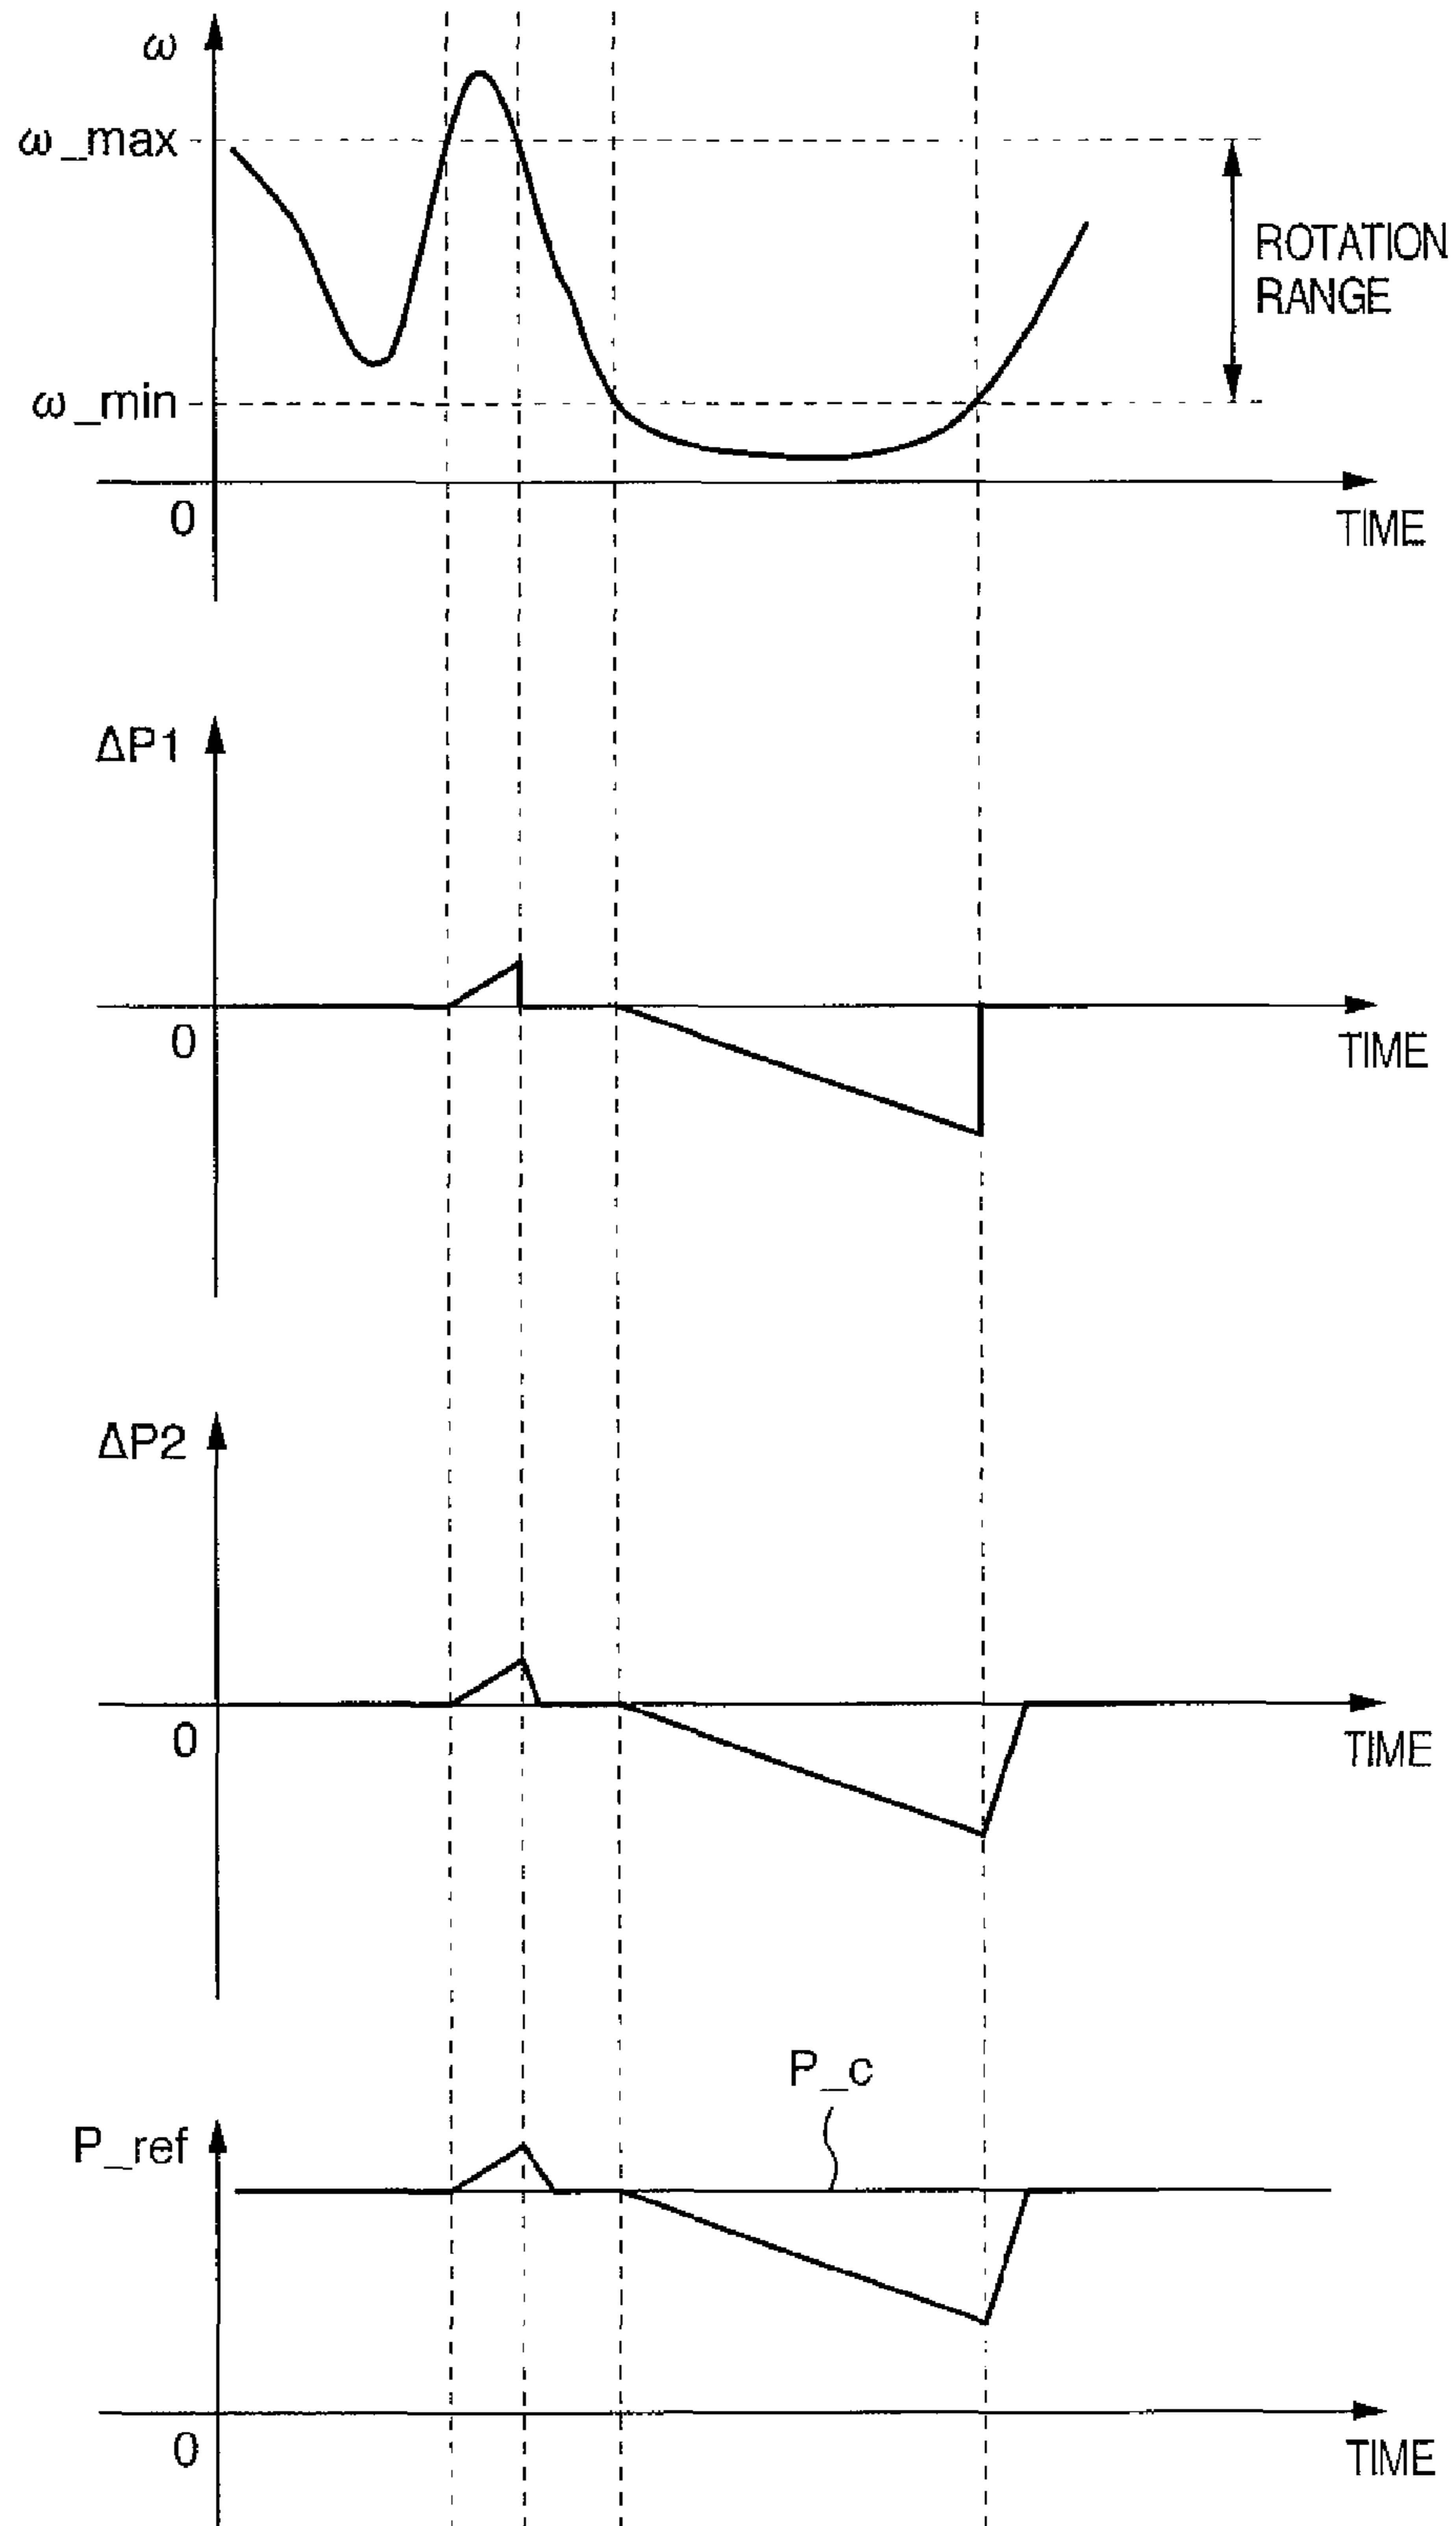 ω
ω_max
ROTATION
RANGE
ω_min
0
TIME
ΔP1
0
TIME
ΔP2
0
TIME
P_c
P_ref
0
TIME